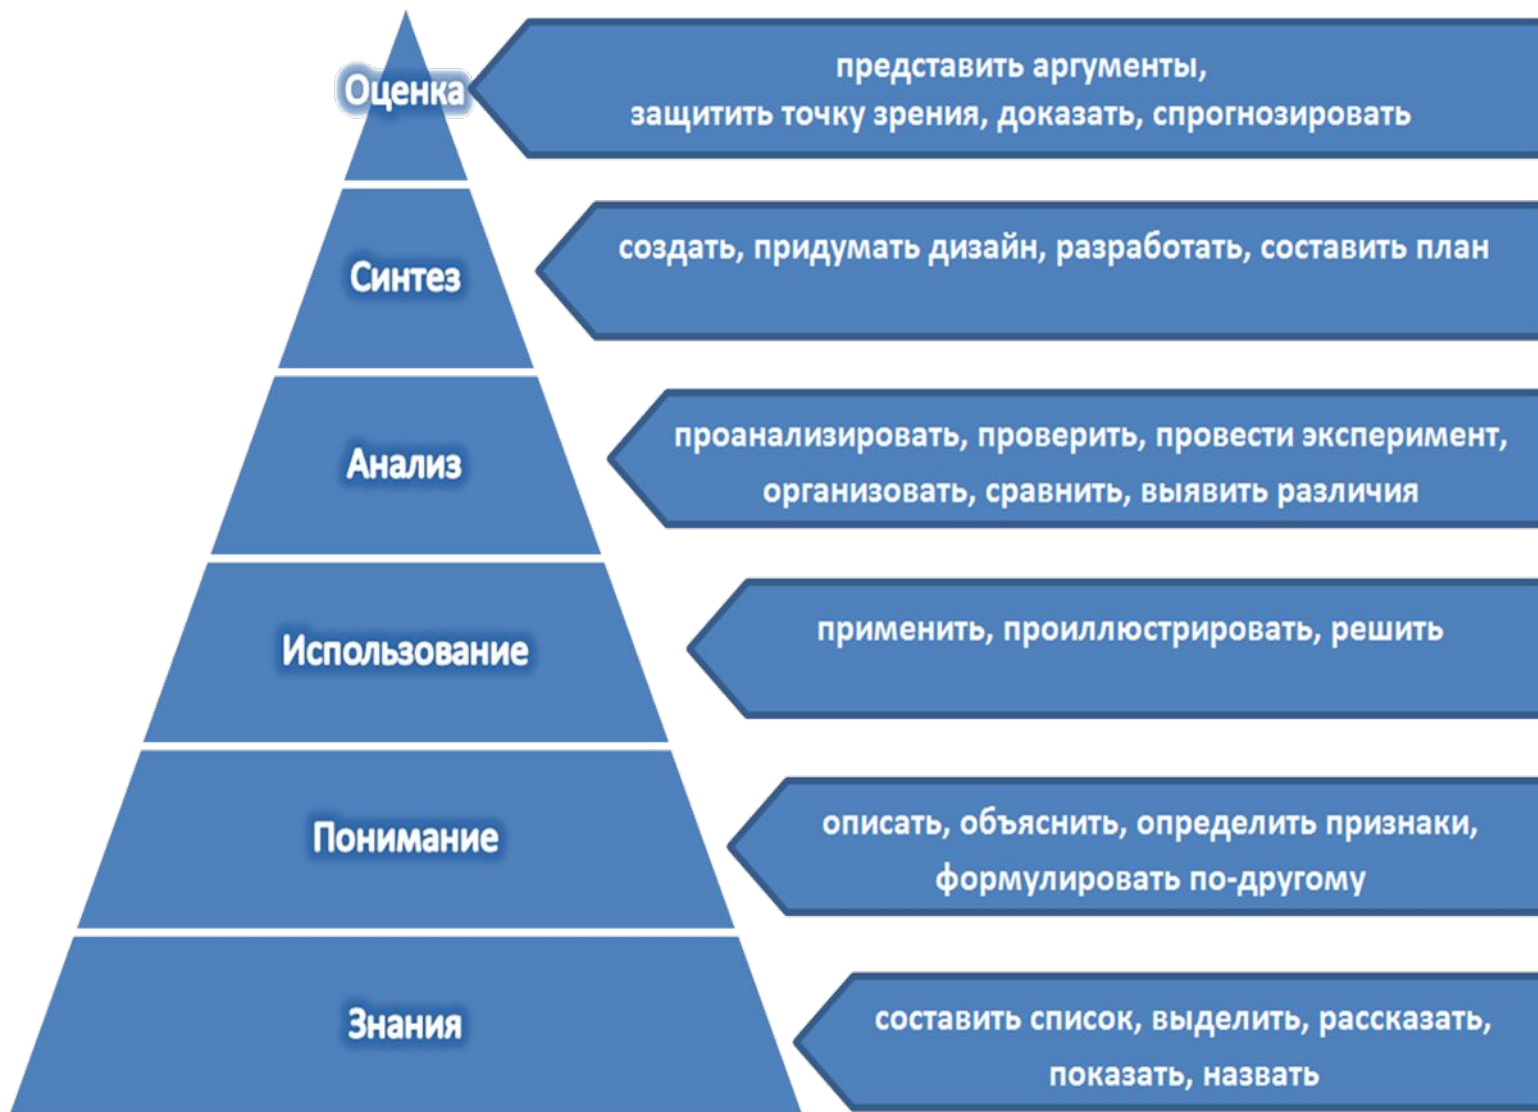 Оценка
представить аргументы,
защитить точку зрения, доказать, спрогнозировать
Синтез
создать, придумать дизайн, разработать, составить план
Анализ
проанализировать, проверить, провести эксперимент,
организовать, сравнить, выявить различия
Использование
применить, проиллюстрировать, решить
Понимание
описать, объяснить, определить признаки,
формулировать по-другому
Знания
составить список, выделить, рассказать,
показать, назвать